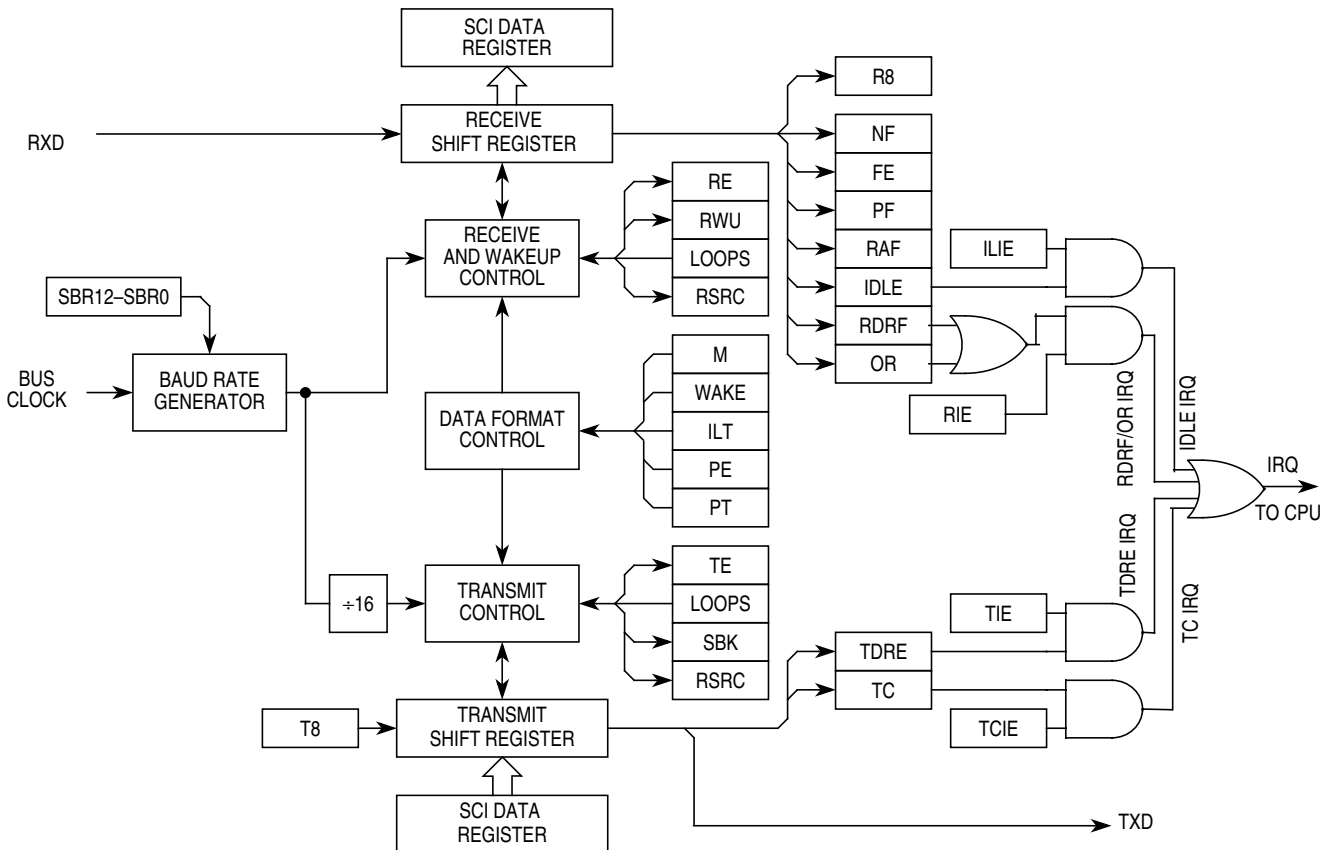 SCI DATA
REGISTER
RXD
RECEIVE
SHIFT REGISTER
R8
NF
FE
PF
RAF
IDLE
RDRF
OR
RE
RWU
LOOPS
RSRC
RECEIVE
AND WAKEUP
CONTROL
ILIE
RIE
SBR12–SBR0
BUS
CLOCK
BAUD RATE
GENERATOR
DATA FORMAT
CONTROL
M
WAKE
ILT
PE
PT
RDRF/OR IRQ
IDLE IRQ
IRQ
TO CPU
TDRE IRQ
TC IRQ
÷16
TRANSMIT
CONTROL
TE
LOOPS
SBK
RSRC
TIE
TDRE
TC
TCIE
T8
TRANSMIT
SHIFT REGISTER
SCI DATA
REGISTER
TXD